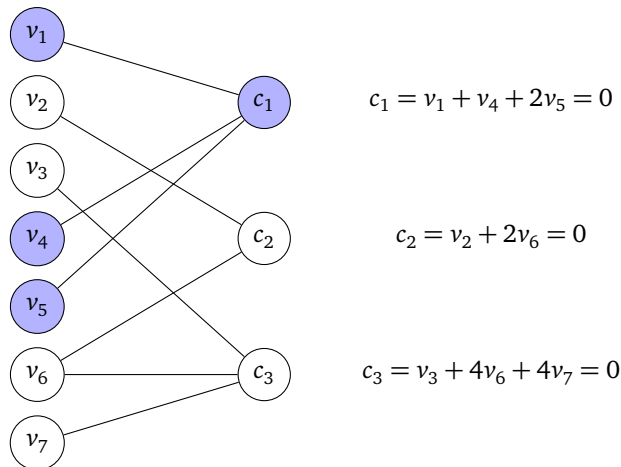 v₁
v₂
c₁
c₁ = v₁ + v₄ + 2v₅ = 0
v₃
v₄
c₂
c₂ = v₂ + 2v₆ = 0
v₅
v₆
c₃
c₃ = v₃ + 4v₆ + 4v₇ = 0
v₇